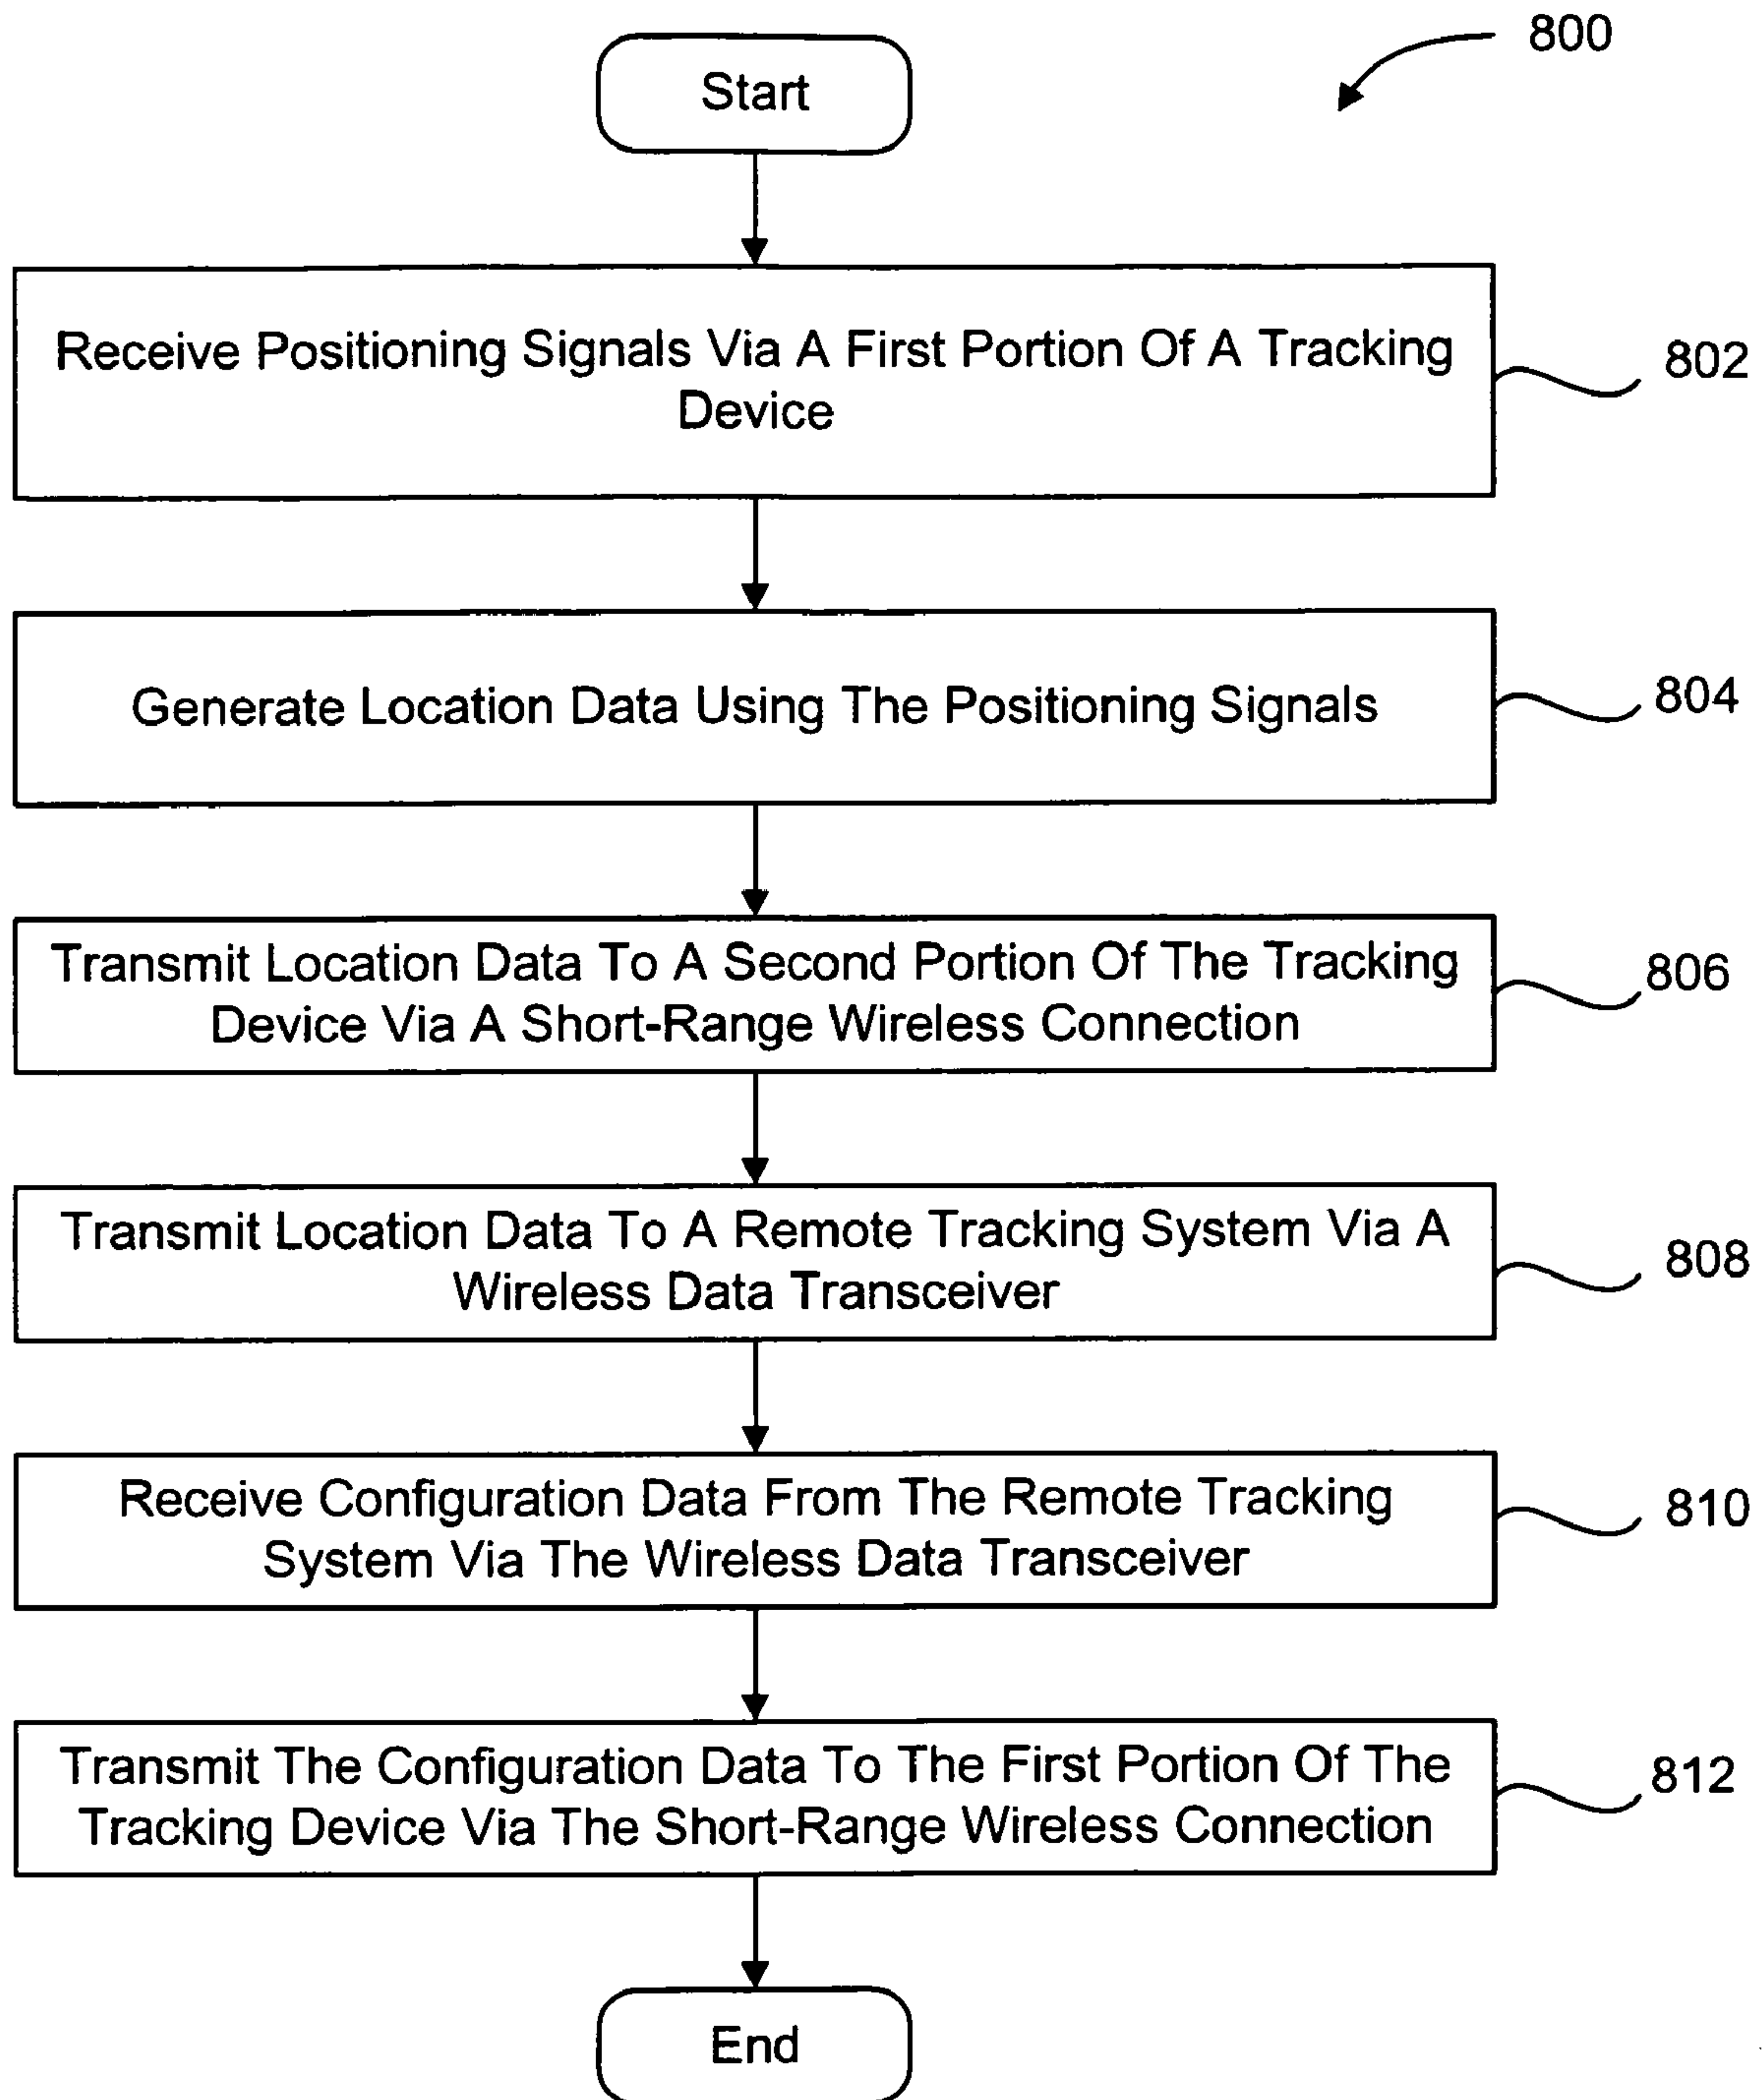 800
Start
Receive Positioning Signals Via A First Portion Of A Tracking
Device
802
Generate Location Data Using The Positioning Signals
804
Transmit Location Data To A Second Portion Of The Tracking
Device Via A Short-Range Wireless Connection
806
Transmit Location Data To A Remote Tracking System Via A
Wireless Data Transceiver
808
Receive Configuration Data From The Remote Tracking
System Via The Wireless Data Transceiver
810
Transmit The Configuration Data To The First Portion Of The
Tracking Device Via The Short-Range Wireless Connection
812
End